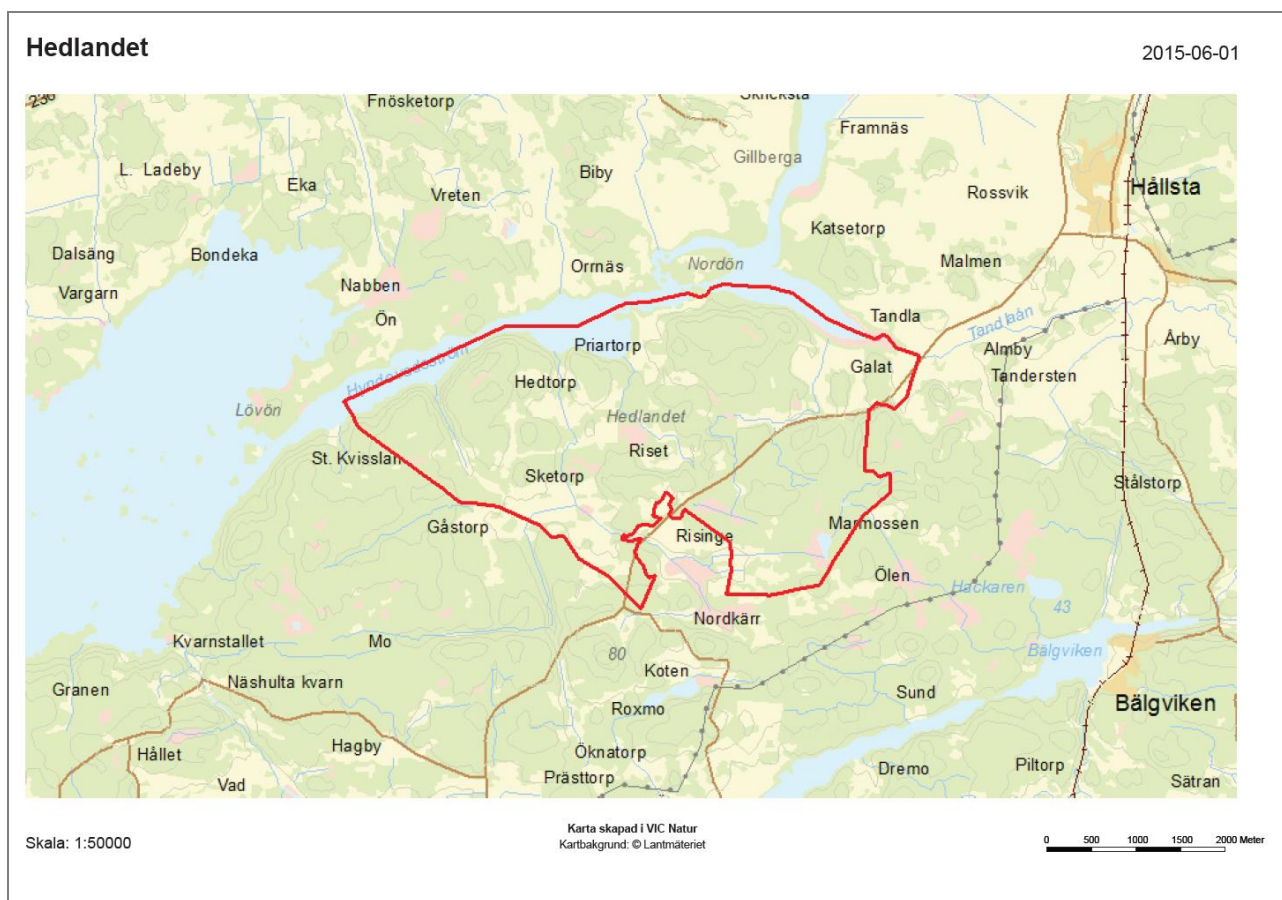 Hedlandet
2015-06-01
230
Fnösketorp
Skricksta
Framnäs
Gillberga
L. Ladeby
Eka
Vreten
Biby
Rossvik
Hållsta
Katsetorp
Dalsäng
Bondeka
Orrnäs
Nordön
Malmen
Vargarn
Nabben
Ön
Tandla
Tandlaån
Priartorp
Årby
Almby
Galat
Tandersten
Hyndevadsström
Hedtorp
Lövön
Hedlandet
Riset
St. Kvisslan
Sketorp
Stålstorp
Gåstorp
Marmossen
Risinge
Ölen
Hackaren
43
Nordkärr
Kvarnstallet
Mo
80
Bälgviken
Koten
Granen
Näshulta kvarn
Sund
Bälgviken
Roxmo
Hållet
Hagby
Öknatorp
Vad
Prästtorp
Dremo
Piltorp
Sätran
Skala: 1:50000
Karta skapad i VIC Natur
Kartbakgrund: © Lantmäteriet
0 500 1000 1500 2000 Meter